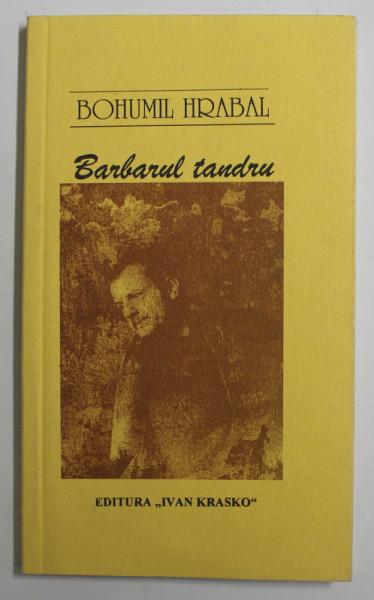 BOHUMIL HRABAL
Barbarul tandru
EDITURA „IVAN KRASKO“